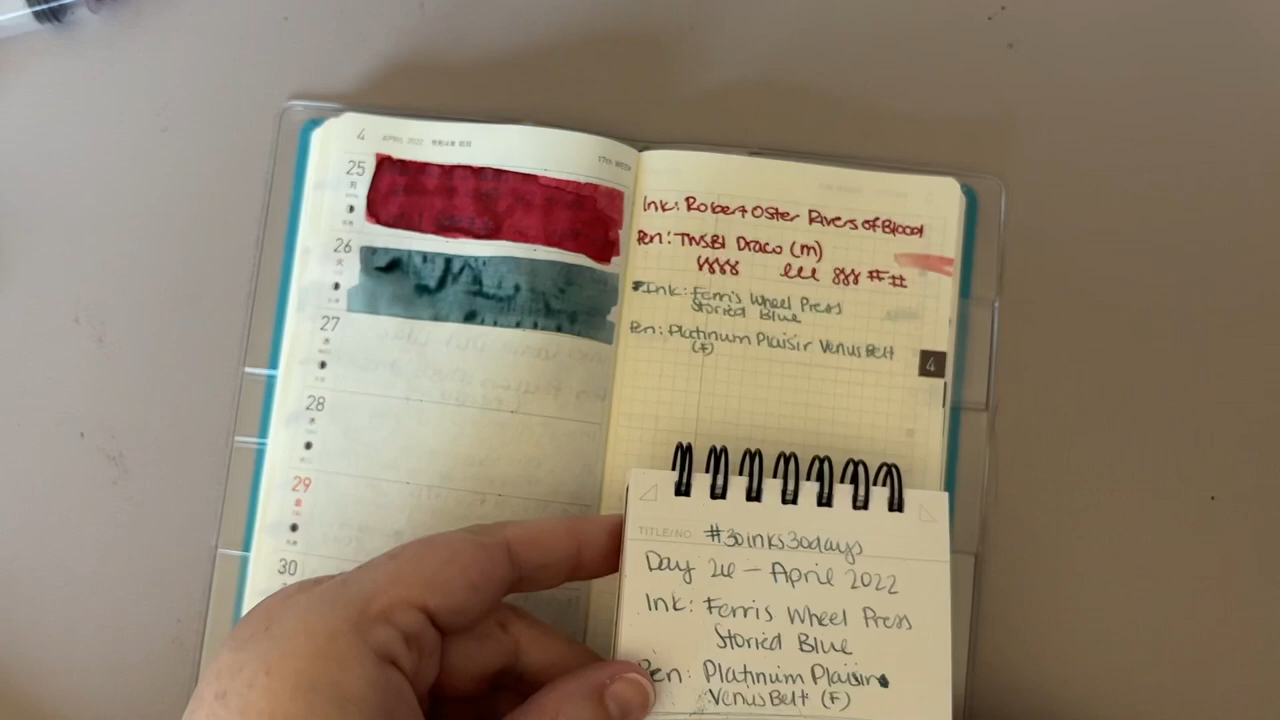 4 APRIL 2022
17th WEEK
25
月
26
火
27
28
29
金
30
Ink: Robert Oster Rivers of Blood
Pen: TWSBI Draco (m)
Ink: Ferris Wheel Press
Storied Blue
Pen: Platinum Plaisir Venus Belt
(F)
4
TITLE/NO #30inks30days
Day 26 - April 2022
Ink: Ferris Wheel Press
Storied Blue
Pen: Platinum Plaisir
Venus Belt (F)